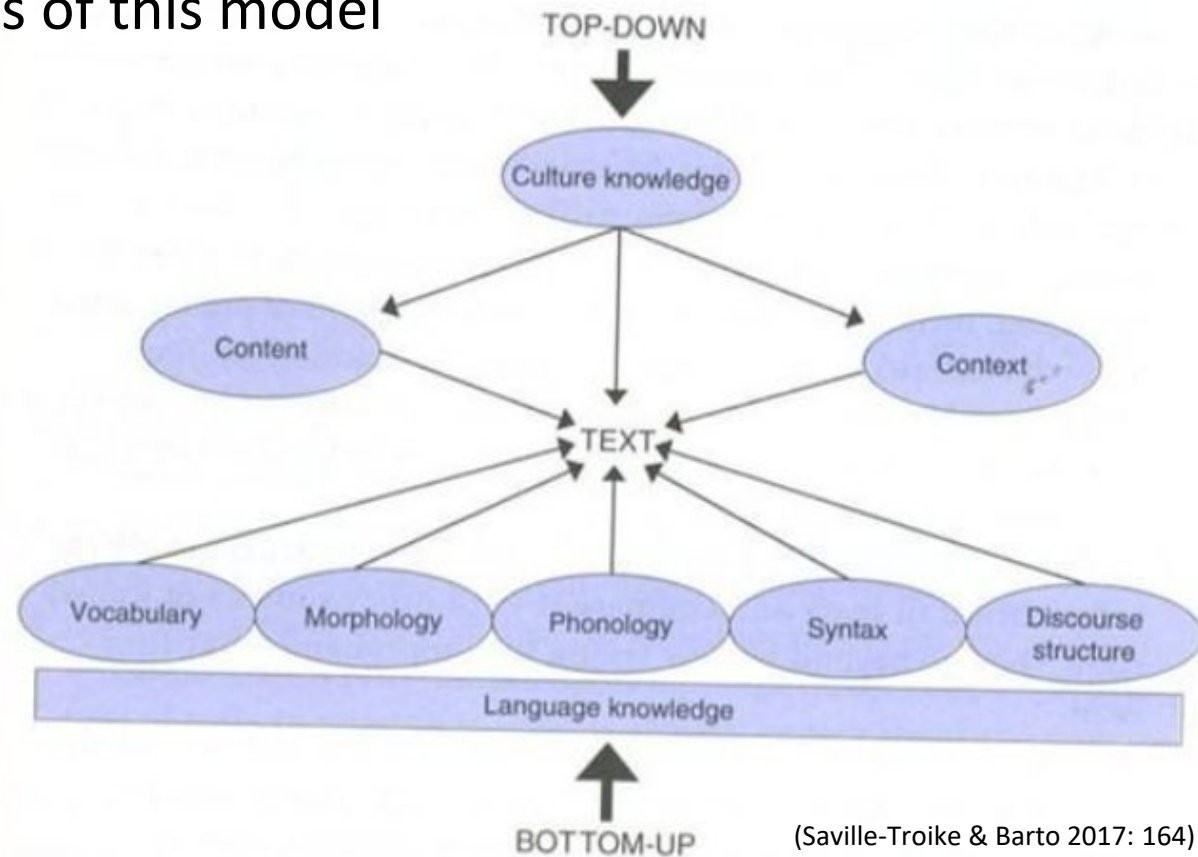 s of this model
TOP-DOWN
Culture knowledge
Content
Context
TEXT
Vocabulary
Morphology
Phonology
Syntax
Discourse
structure
Language knowledge
BOTTOM-UP
(Saville-Troike & Barto 2017: 164)